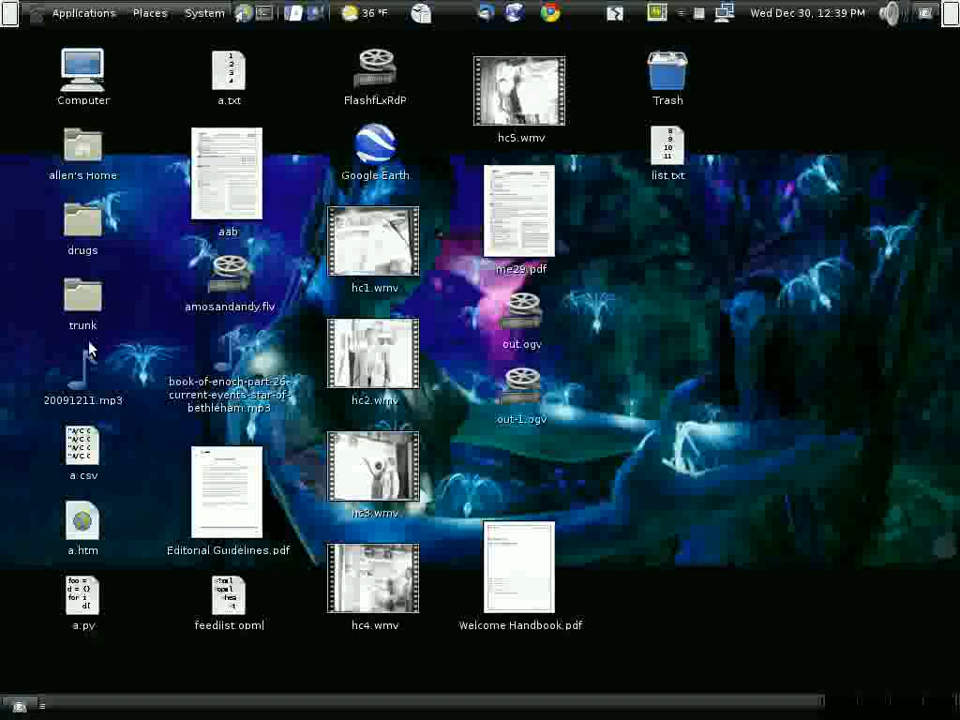 Applications Places System 36 °F Wed Dec 30, 12:39 PM
Computer
allen's Home
drugs
trunk
20091211.mp3
a.csv
a.htm
a.py
a.txt
aab
amosandandy.flv
book-of-enoch-part-26-
current-events-star-of-
bethleham.mp3
Editorial Guidelines.pdf
feedlist.opml
FlashfLxRdP
Google Earth
hc1.wmv
hc2.wmv
hc3.wmv
hc4.wmv
hc5.wmv
me29.pdf
out.ogv
out-1.ogv
Welcome Handbook.pdf
Trash
list.txt